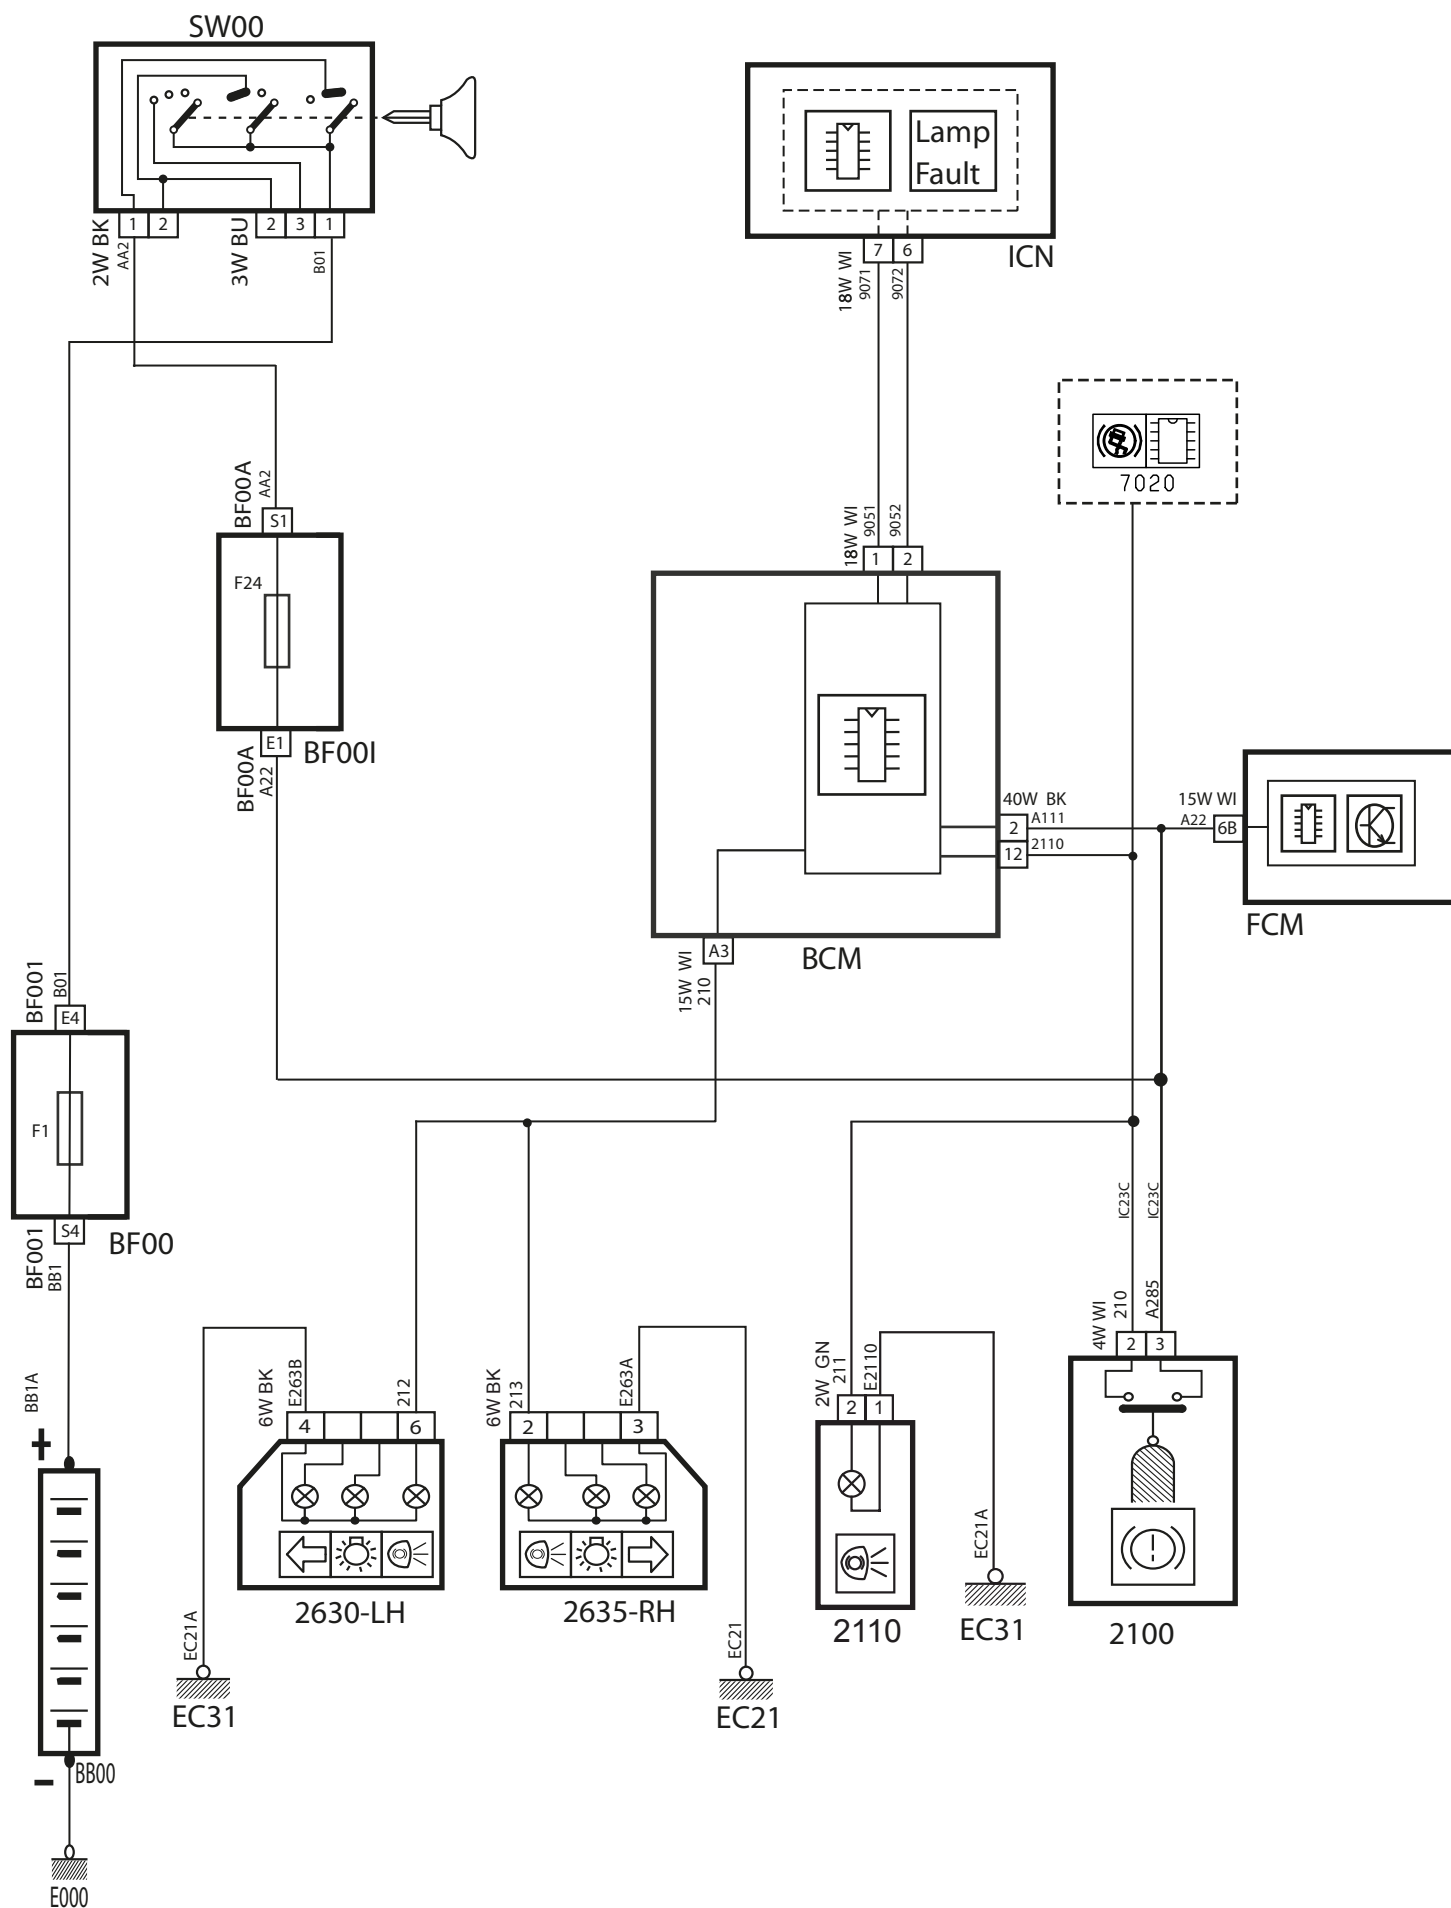 SW00
1
2
2
3
1
2W BK
AA2
3W BU
B01
Lamp
Fault
7
6
ICN
18W WI
9071
9072
7020
BF00A
AA2
S1
F24
E1
BF00I
BF00A
A22
18W WI
9051
9052
1
2
40W BK
2
A111
12
2110
15W WI
A22
6B
FCM
A3
BCM
15W WI
210
BF001
B01
E4
F1
S4
BF00
BF001
BB1
BB1A
+
BB00
−
E000
6W BK
E263B
212
4
6
2630-LH
EC21A
EC31
6W BK
213
E263A
2
3
2635-RH
EC21
EC21
2W GN
211
E2110
2
1
2110
EC21A
EC31
IC23C
IC23C
4W WI
210
A285
2
3
2100